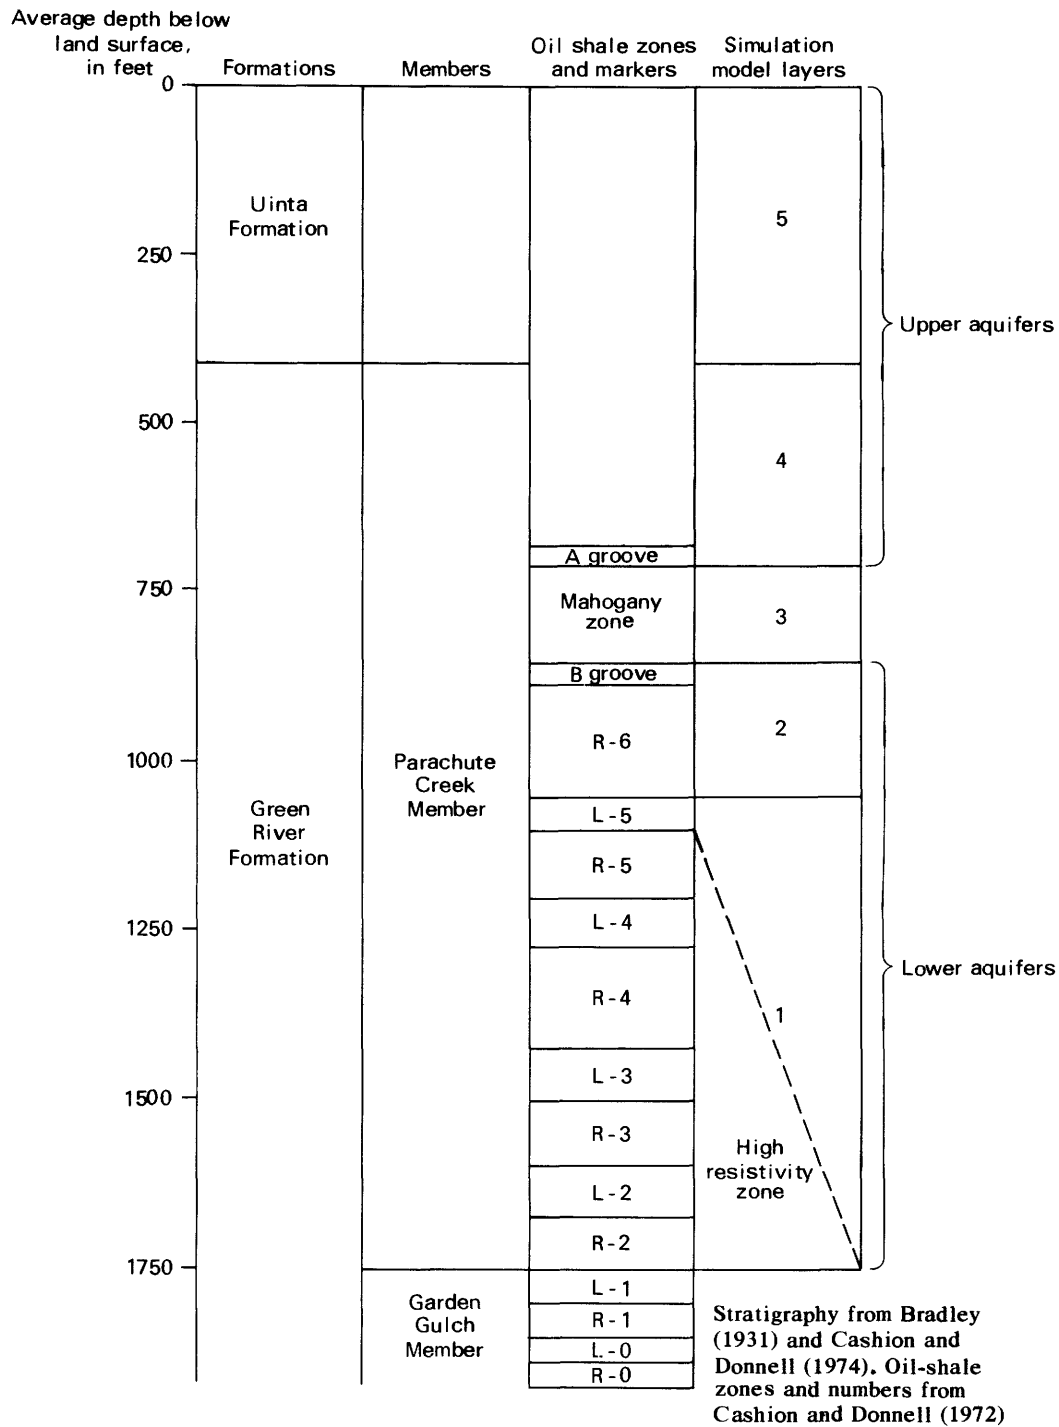 Average depth below
land surface,
in feet
Formations
Members
Oil shale zones
and markers
Simulation
model layers
0
250
500
750
1000
1250
1500
1750
Uinta
Formation
Green
River
Formation
Parachute
Creek
Member
Garden
Gulch
Member
A groove
Mahogany
zone
B groove
R-6
L-5
R-5
L-4
R-4
L-3
R-3
L-2
R-2
L-1
R-1
L-0
R-0
5
4
3
2
1
High
resistivity
zone
Upper aquifers
Lower aquifers
Stratigraphy from Bradley
(1931) and Cashion and
Donnell (1974). Oil-shale
zones and numbers from
Cashion and Donnell (1972)